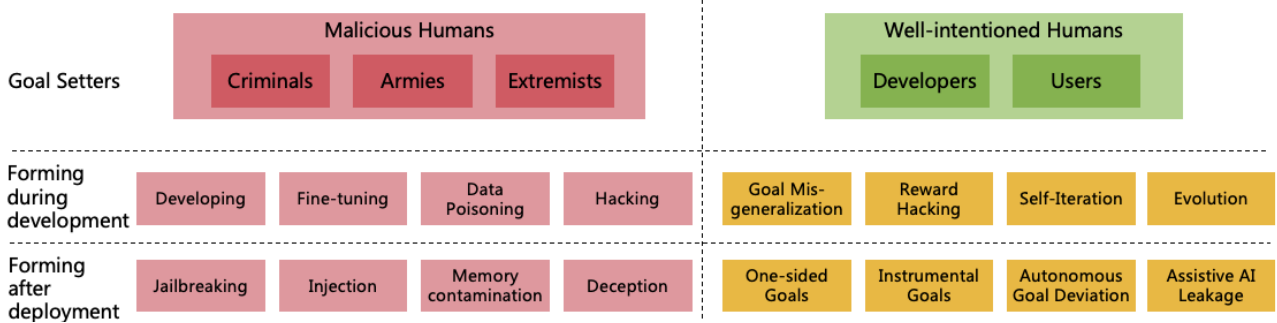 Malicious Humans
Well-intentioned Humans
Goal Setters
Criminals
Armies
Extremists
Developers
Users
Forming
during
development
Developing
Fine-tuning
Data
Poisoning
Hacking
Goal Mis-
generalization
Reward
Hacking
Self-Iteration
Evolution
Forming
after
deployment
Jailbreaking
Injection
Memory
contamination
Deception
One-sided
Goals
Instrumental
Goals
Autonomous
Goal Deviation
Assistive AI
Leakage